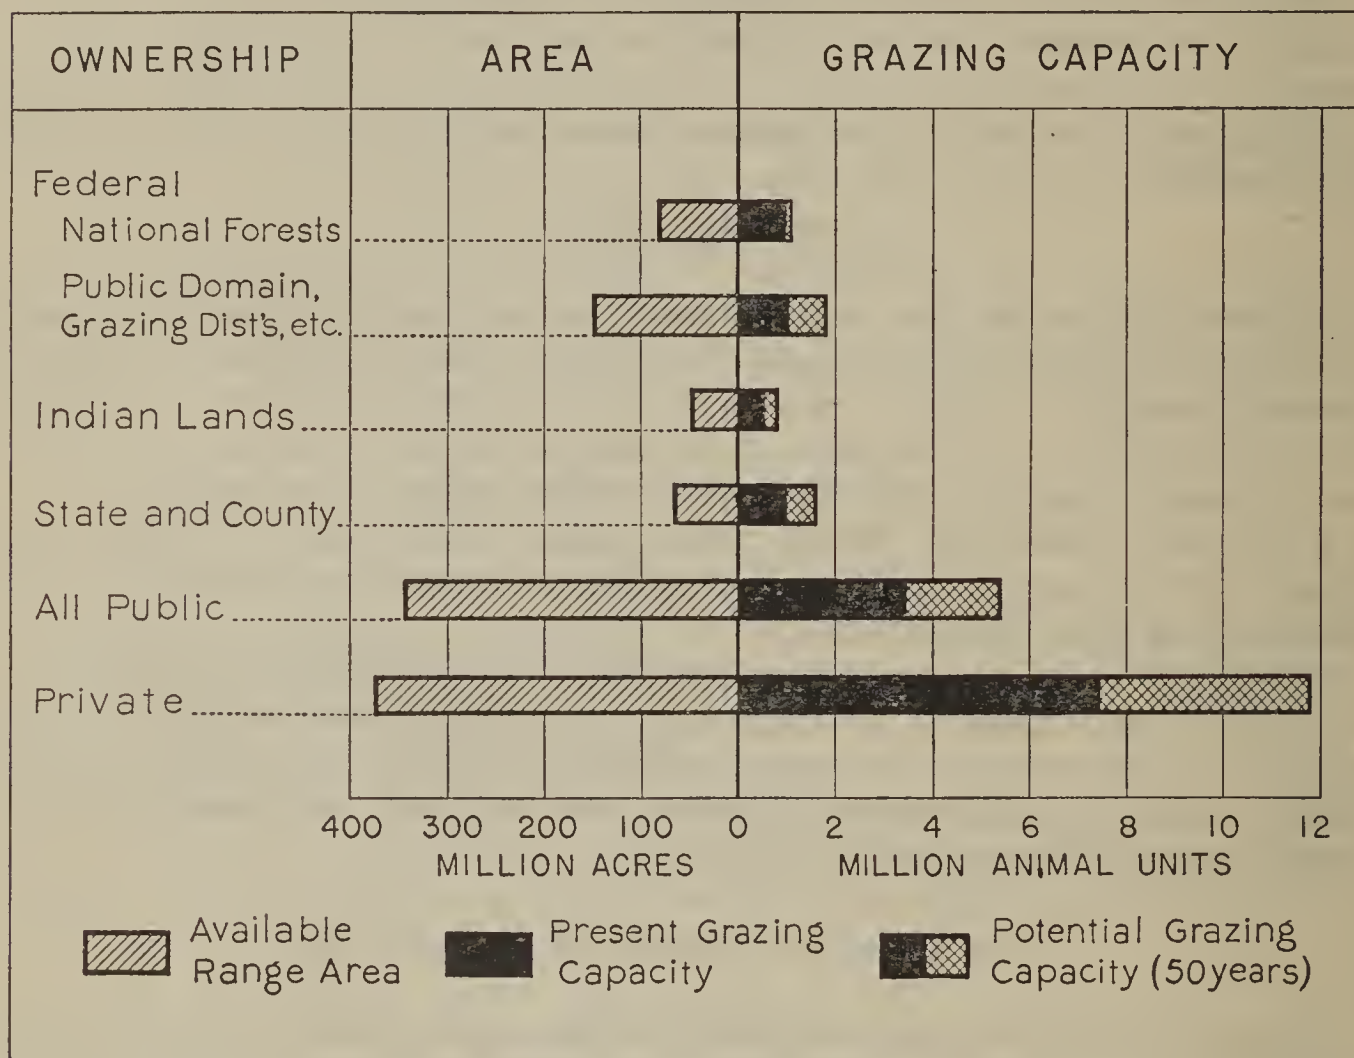 OWNERSHIP AREA GRAZING CAPACITY
Federal
National Forests
Public Domain,
Grazing Dist's, etc.
Indian Lands
State and County
All Public
Private
400 300 200 100 0 2 4 6 8 10 12
MILLION ACRES MILLION ANIMAL UNITS
Available Range Area
Present Grazing Capacity
Potential Grazing Capacity (50 years)